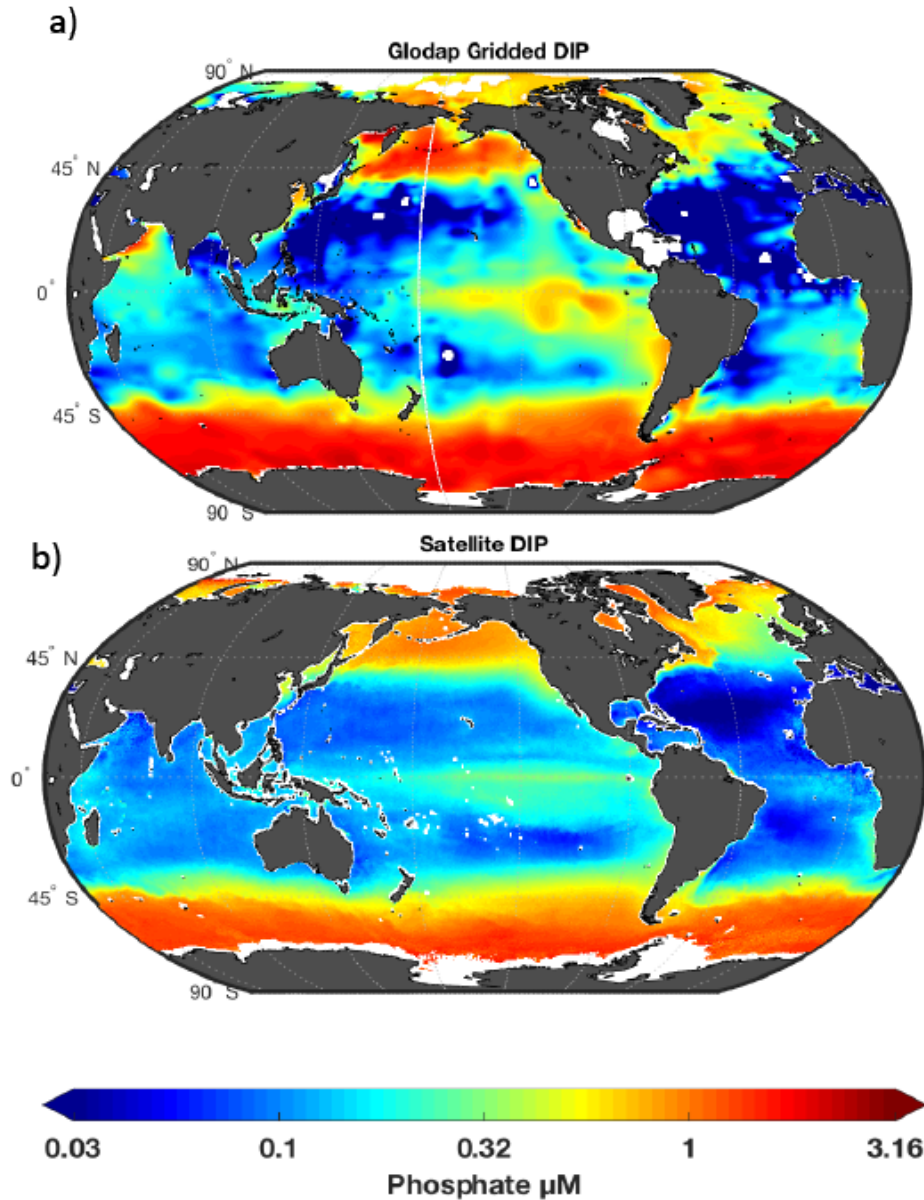 a)
Glodap Gridded DIP
90° N
45° N
0°
45° S
90° S
b)
Satellite DIP
90° N
45° N
0°
45° S
90° S
0.03 0.1 0.32 1 3.16
Phosphate µM